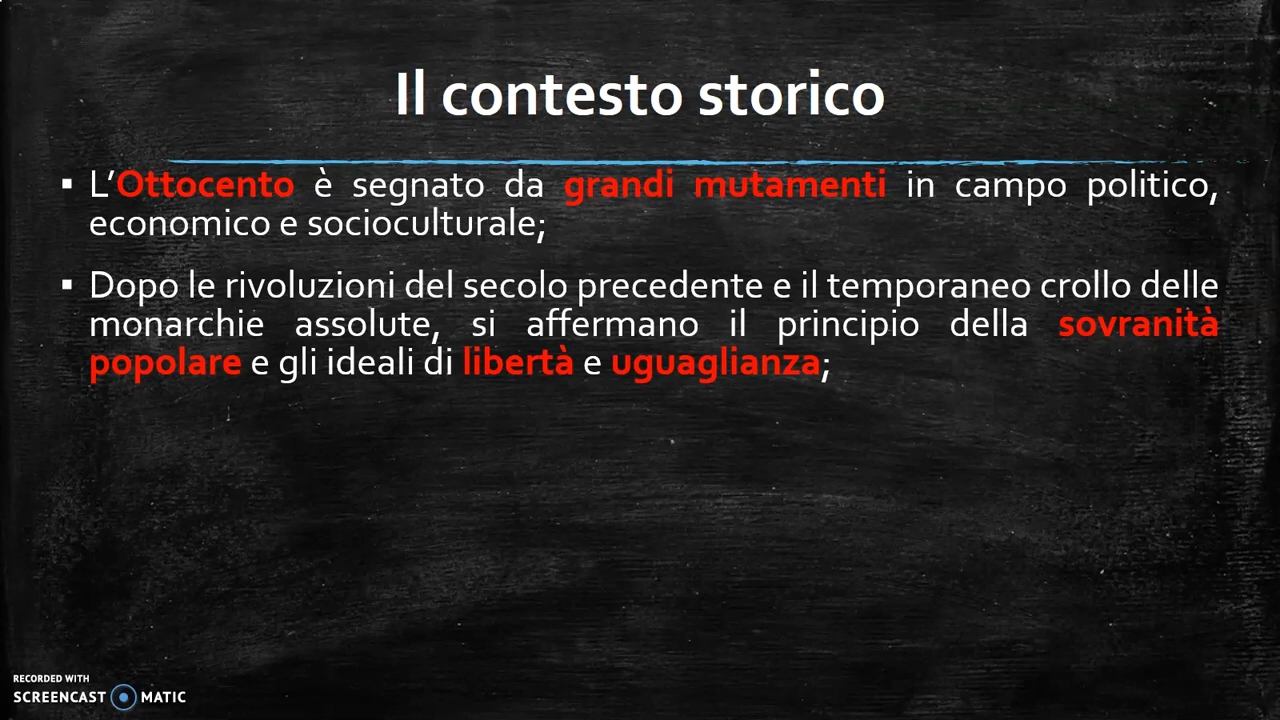 Il contesto storico
▪ L’Ottocento è segnato da grandi mutamenti in campo politico,
economico e socioculturale;
▪ Dopo le rivoluzioni del secolo precedente e il temporaneo crollo delle
monarchie assolute, si affermano il principio della sovranità
popolare e gli ideali di libertà e uguaglianza;
RECORDED WITH
SCREENCAST MATIC